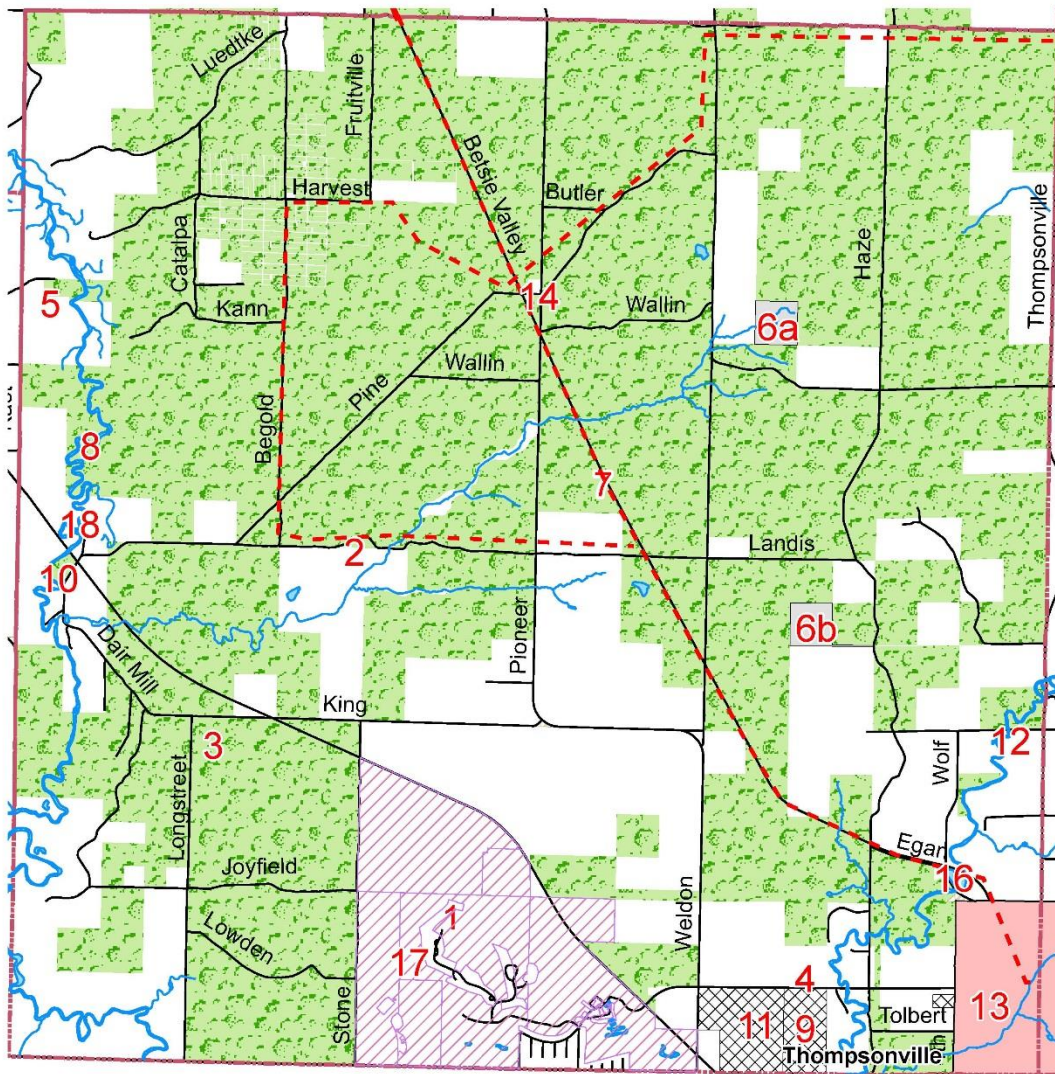 Luedtke
Fruitville
Betsie Valley
Harvest
Butler
Catalpa
Haze
Thompsonville
5
Kann
14
Wallin
6a
Wallin
Pine
Begold
8
7
18
2
Landis
10
6b
Dair Mill
Pioneer
King
3
12
Longstreet
Wolf
Joyfield
Egan
16
1
Lowden
17
Weldon
4
Stone
13
11
9
Tolbert
Thompsonville